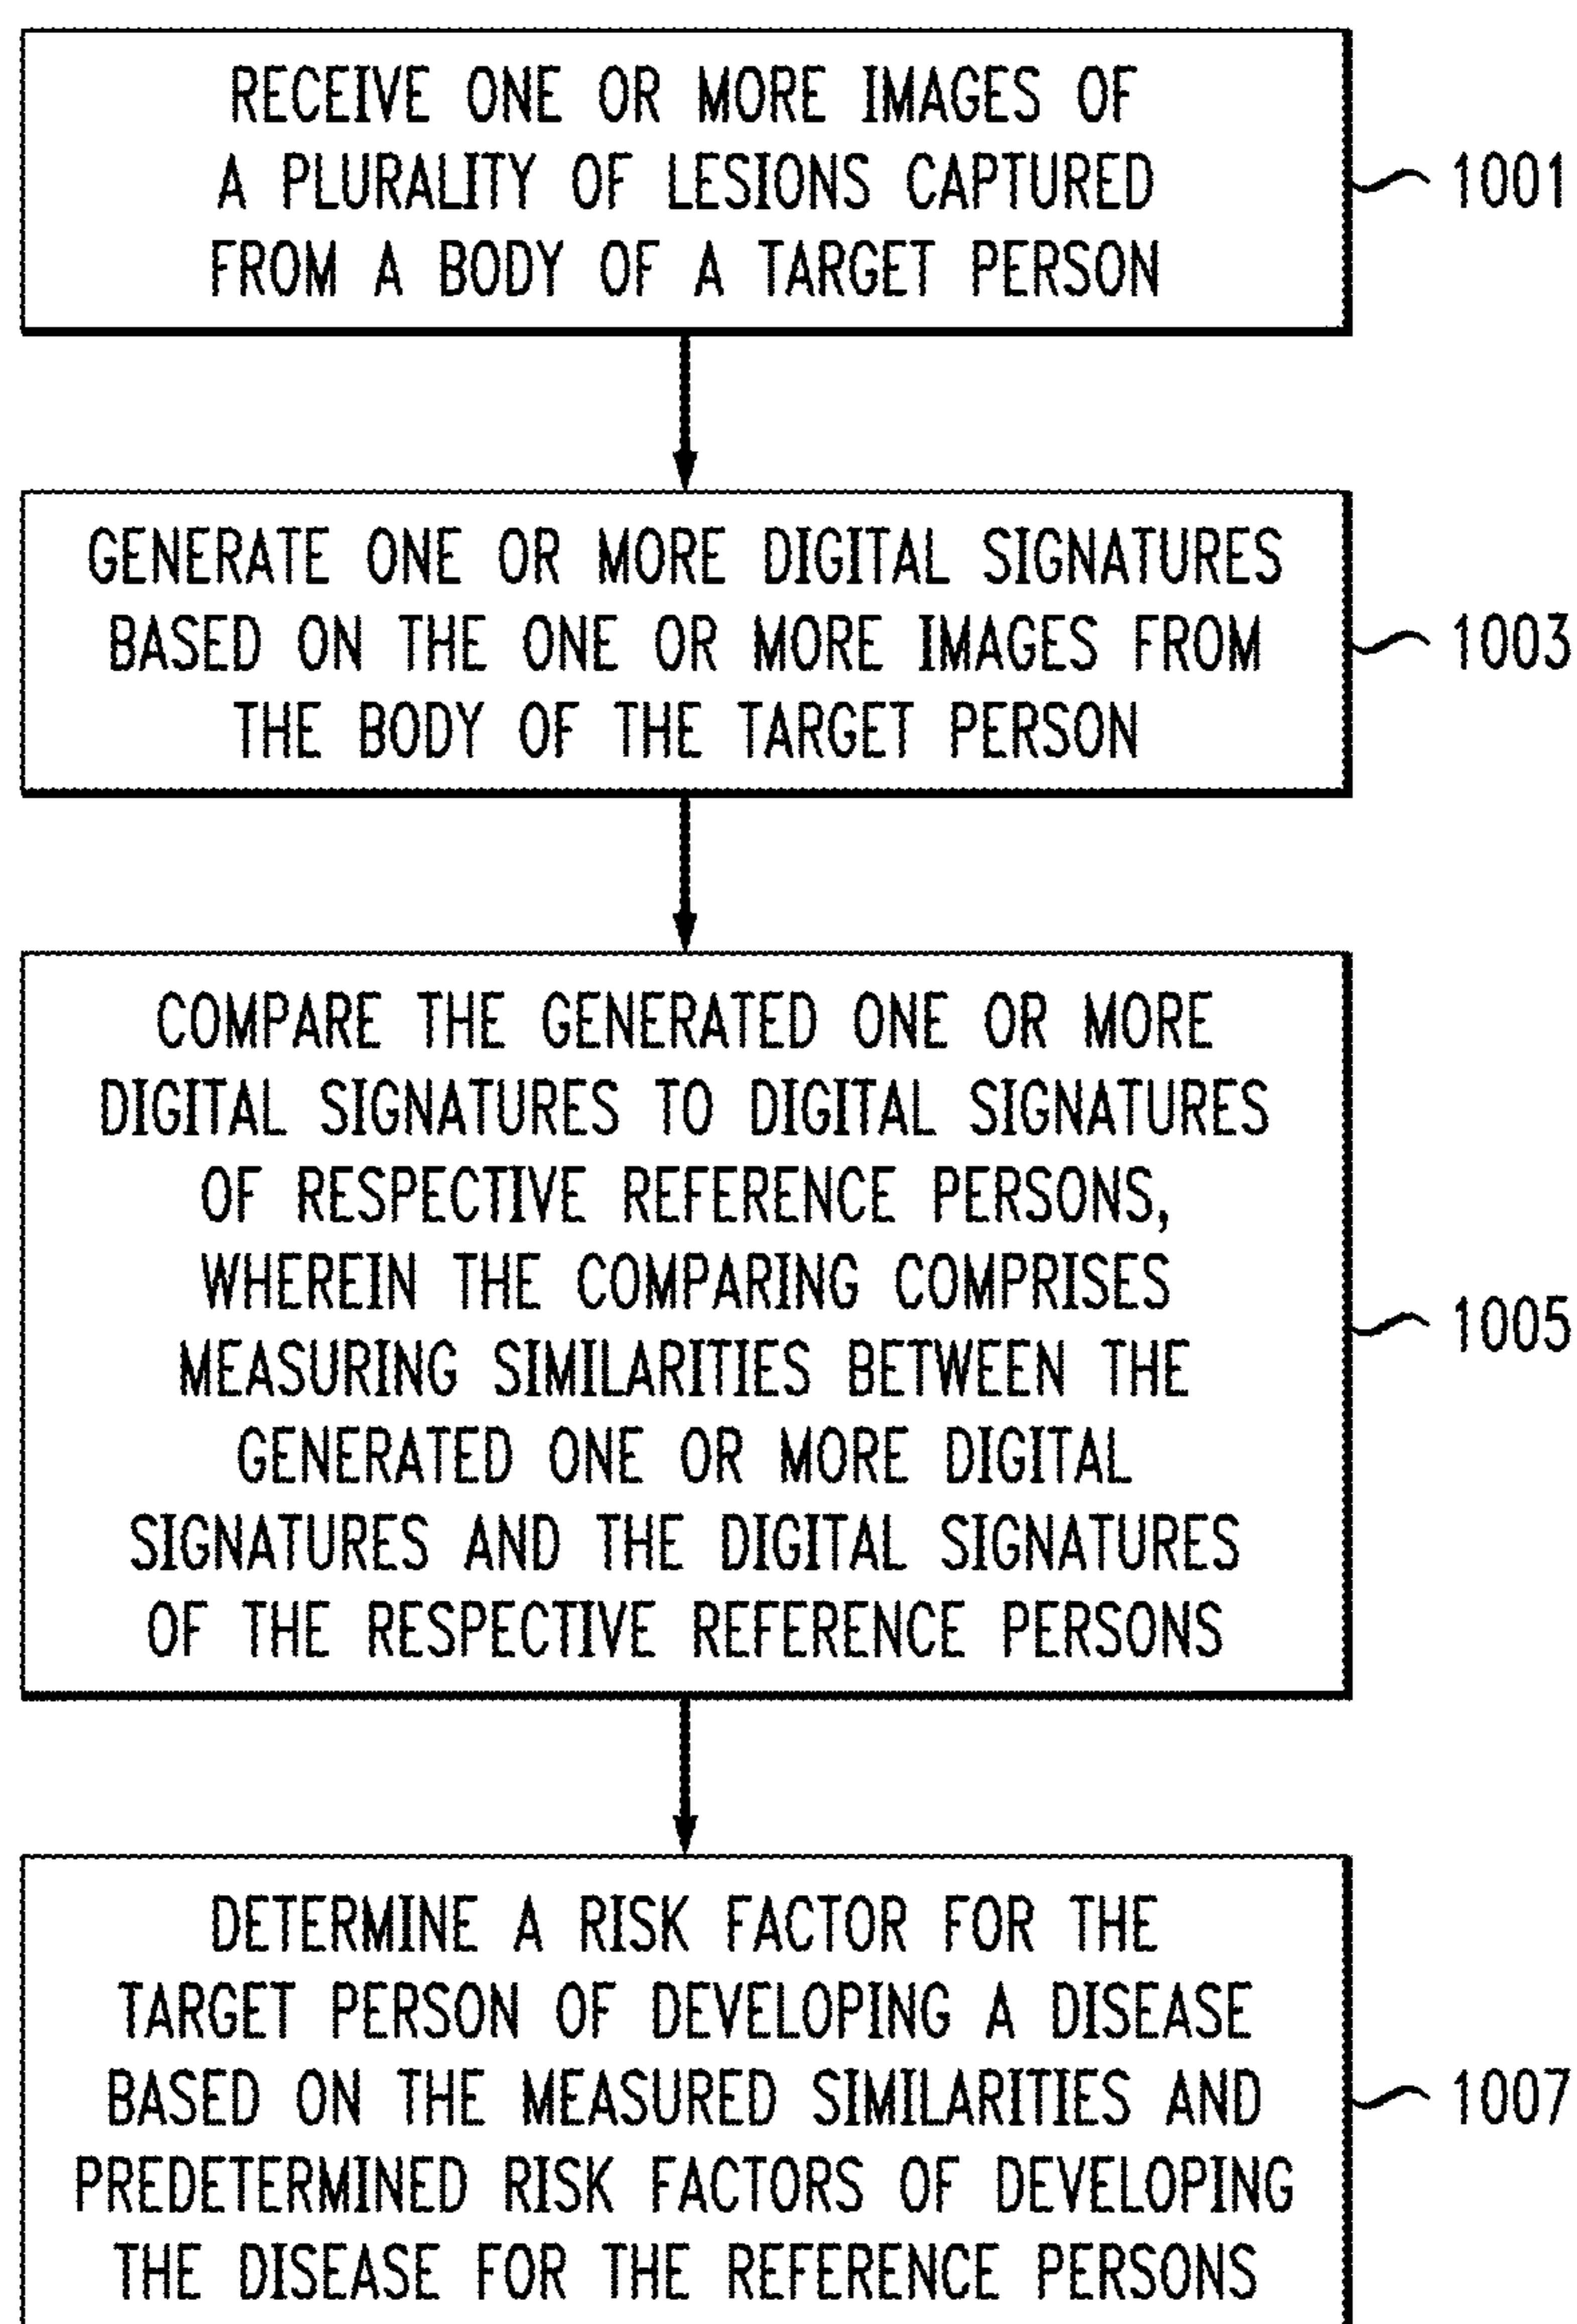 RECEIVE ONE OR MORE IMAGES OF
A PLURALITY OF LESIONS CAPTURED
FROM A BODY OF A TARGET PERSON
1001
GENERATE ONE OR MORE DIGITAL SIGNATURES
BASED ON THE ONE OR MORE IMAGES FROM
THE BODY OF THE TARGET PERSON
1003
COMPARE THE GENERATED ONE OR MORE
DIGITAL SIGNATURES TO DIGITAL SIGNATURES
OF RESPECTIVE REFERENCE PERSONS,
WHEREIN THE COMPARING COMPRISES
MEASURING SIMILARITIES BETWEEN THE
GENERATED ONE OR MORE DIGITAL
SIGNATURES AND THE DIGITAL SIGNATURES
OF THE RESPECTIVE REFERENCE PERSONS
1005
DETERMINE A RISK FACTOR FOR THE
TARGET PERSON OF DEVELOPING A DISEASE
BASED ON THE MEASURED SIMILARITIES AND
PREDETERMINED RISK FACTORS OF DEVELOPING
THE DISEASE FOR THE REFERENCE PERSONS
1007